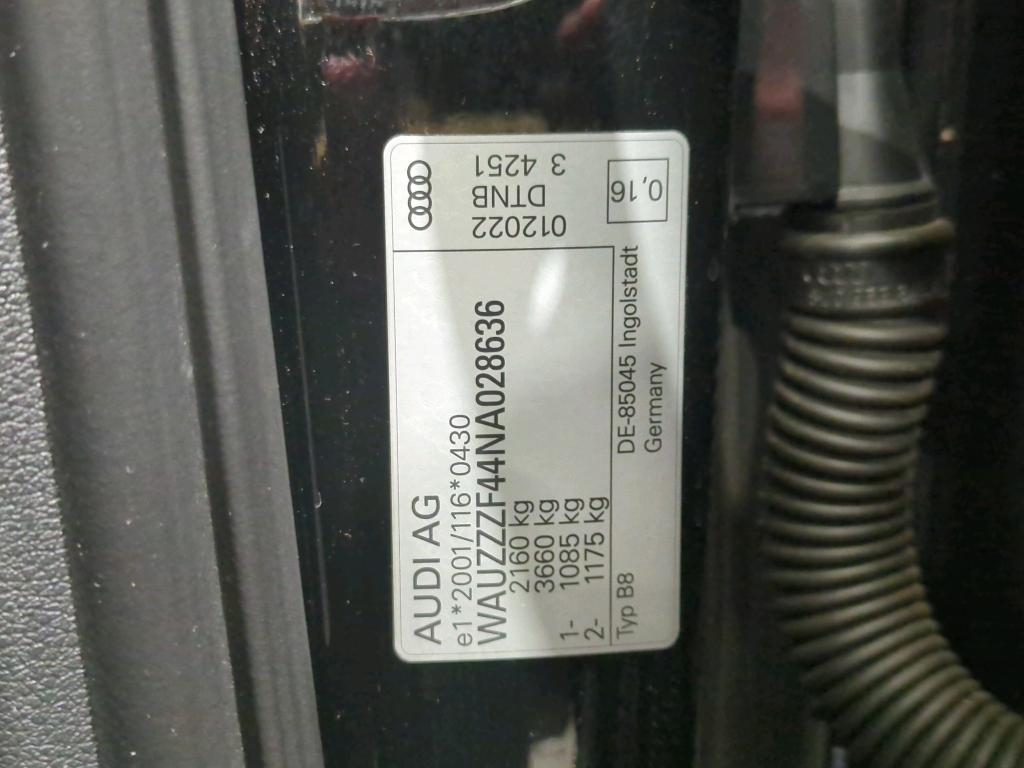 AUDI AG
e1*2001/116*0430
WAUZZZF44NA028636
2160 kg
3660 kg
1- 1085 kg
2- 1175 kg
Typ B8
DE-85045 Ingolstadt
Germany
012022
DTNB
3 4251
0,16